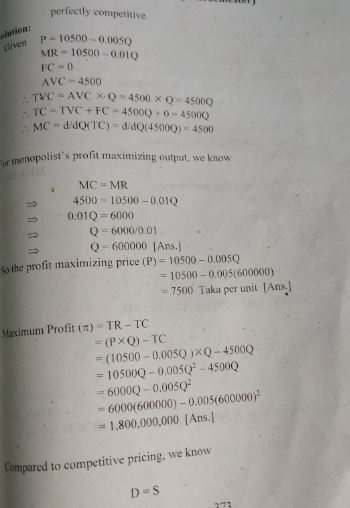 perfectly competitive.
Solution:
Given P = 10500 – 0.005Q
MR = 10500 – 0.01Q
FC = 0
AVC = 4500
∴ TVC = AVC × Q = 4500 × Q = 4500Q
∴ TC = TVC + FC = 4500Q + 0 = 4500Q
∴ MC = d/dQ(TC) = d/dQ(4500Q) = 4500
For monopolist's profit maximizing output, we know
MC = MR
⇒ 4500 = 10500 – 0.01Q
⇒ 0.01Q = 6000
⇒ Q = 6000/0.01
⇒ Q = 600000 [Ans.]
So the profit maximizing price (P) = 10500 – 0.005Q
= 10500 – 0.005(600000)
= 7500 Taka per unit [Ans.]
Maximum Profit (π) = TR – TC
= (P×Q) – TC
= (10500 – 0.005Q )×Q – 4500Q
= 10500Q – 0.005Q² – 4500Q
= 6000Q – 0.005Q²
= 6000(600000) – 0.005(600000)²
= 1,800,000,000 [Ans.]
Compared to competitive pricing, we know
D = S